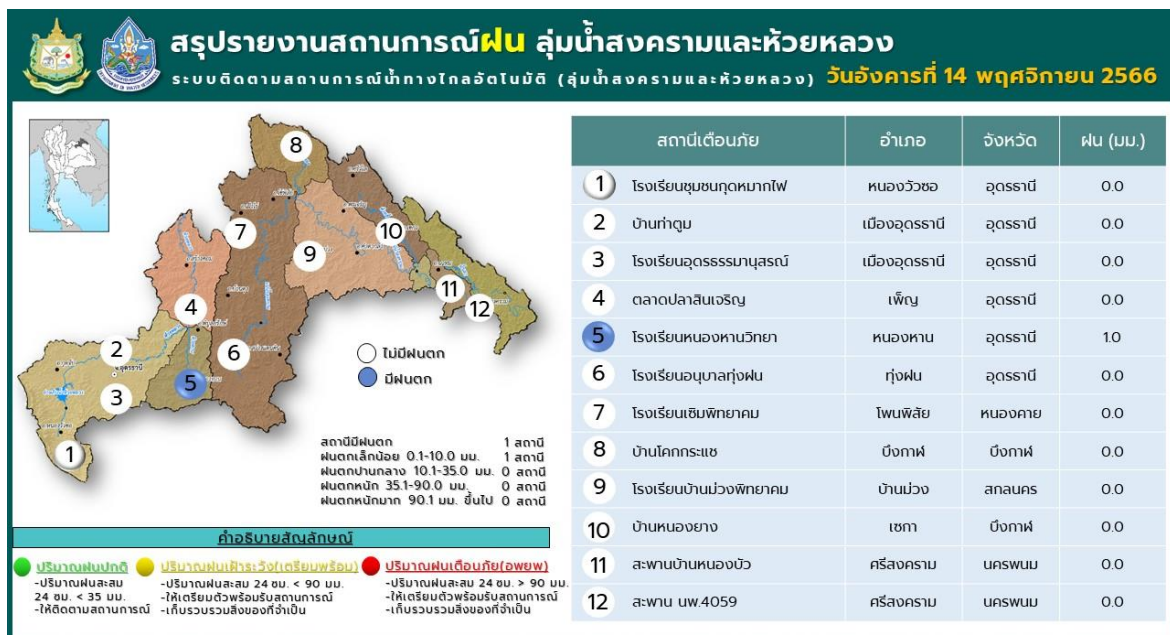 สรุปรายงานสถานการณ์ฝน ลุ่มน้ำสงครามและห้วยหลวง
ระบบติดตามสถานการณ์น้ำทางไกลอัตโนมัติ (ลุ่มน้ำสงครามและห้วยหลวง) วันอังคารที่ 14 พฤศจิกายน 2566
8
7
10
9
11
12
4
6
2
5
3
1
ไม่มีฝนตก
มีฝนตก
สถานีมีฝนตก 1 สถานี
ฝนตกเล็กน้อย 0.1-10.0 มม. 1 สถานี
ฝนตกปานกลาง 10.1-35.0 มม. 0 สถานี
ฝนตกหนัก 35.1-90.0 มม. 0 สถานี
ฝนตกหนักมาก 90.1 มม. ขึ้นไป 0 สถานี
คำอธิบายสัญลักษณ์
ปริมาณฝนปกติ
-ปริมาณฝนสะสม
24 ชม. < 35 มม.
-ให้ติดตามสถานการณ์
ปริมาณฝนเฝ้าระวัง(เตรียมพร้อม)
-ปริมาณฝนสะสม 24 ชม. < 90 มม.
-ให้เตรียมตัวพร้อมรับสถานการณ์
-เก็บรวบรวมสิ่งของที่จำเป็น
ปริมาณฝนเตือนภัย(อพยพ)
-ปริมาณฝนสะสม 24 ชม. > 90 มม.
-ให้เตรียมตัวพร้อมรับสถานการณ์
-เก็บรวบรวมสิ่งของที่จำเป็น
สถานีเตือนภัย อำเภอ จังหวัด ฝน (มม.)
1 โรงเรียนชุมชนกุดหมากไฟ หนองวัวซอ อุดรธานี 0.0
2 บ้านท่าตูม เมืองอุดรธานี อุดรธานี 0.0
3 โรงเรียนอุดรธรรมานุสรณ์ เมืองอุดรธานี อุดรธานี 0.0
4 ตลาดปลาสินเจริญ เพ็ญ อุดรธานี 0.0
5 โรงเรียนหนองหานวิทยา หนองหาน อุดรธานี 1.0
6 โรงเรียนอนุบาลทุ่งฝน ทุ่งฝน อุดรธานี 0.0
7 โรงเรียนเซิมพิทยาคม โพนพิสัย หนองคาย 0.0
8 บ้านโคกกระแซ บึงกาฬ บึงกาฬ 0.0
9 โรงเรียนบ้านม่วงพิทยาคม บ้านม่วง สกลนคร 0.0
10 บ้านหนองยาง เซกา บึงกาฬ 0.0
11 สะพานบ้านหนองบัว ศรีสงคราม นครพนม 0.0
12 สะพาน นพ.4059 ศรีสงคราม นครพนม 0.0